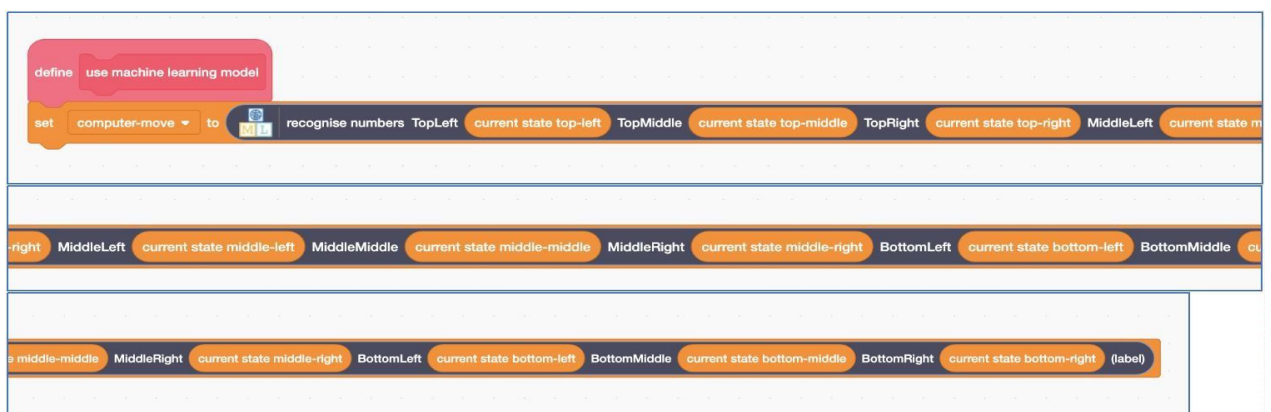 define use machine learning model
set computer-move to ML recognise numbers TopLeft current state top-left TopMiddle current state top-middle TopRight current state top-right MiddleLeft current state m
-right MiddleLeft current state middle-left MiddleMiddle current state middle-middle MiddleRight current state middle-right BottomLeft current state bottom-left BottomMiddle cu
e middle-middle MiddleRight current state middle-right BottomLeft current state bottom-left BottomMiddle current state bottom-middle BottomRight current state bottom-right (label)